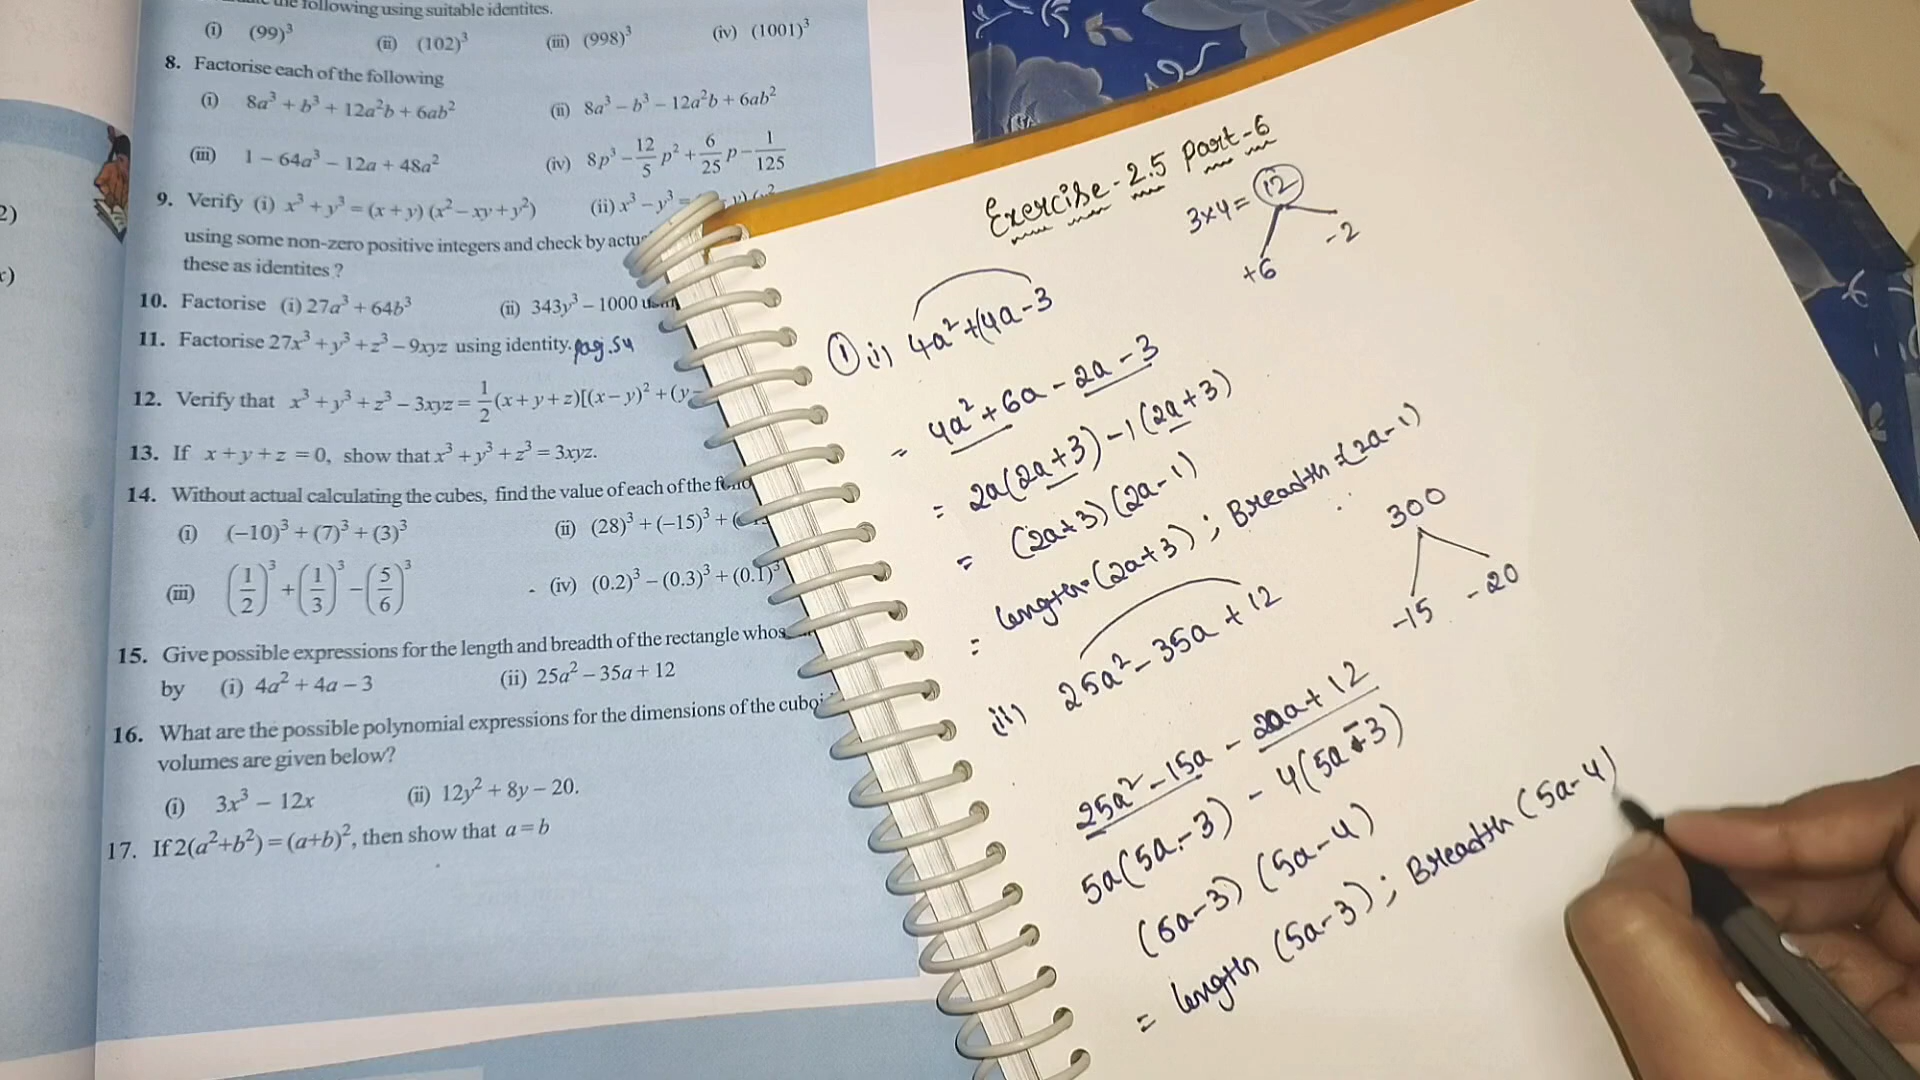 the following using suitable identites.
(i) (99)³ (ii) (102)³ (iii) (998)³ (iv) (1001)³
8. Factorise each of the following
(i) 8a³ + b³ + 12a²b + 6ab² (ii) 8a³ – b³ – 12a²b + 6ab²
(iii) 1 – 64a³ – 12a + 48a² (iv) 8p³ – 12/5 p² + 6/25 p – 1/125
9. Verify (i) x³ + y³ = (x + y) (x² – xy + y²) (ii) x³ – y³ =
using some non-zero positive integers and check by
these as identites ?
10. Factorise (i) 27a³ + 64b³ (ii) 343y³ – 1000
11. Factorise 27x³ + y³ + z³ – 9xyz using identity. pag.54
12. Verify that x³ + y³ + z³ – 3xyz = 1/2 (x + y + z)[(x – y)² + (y
13. If x + y + z = 0, show that x³ + y³ + z³ = 3xyz.
14. Without actual calculating the cubes, find the value of each of the
(i) (–10)³ + (7)³ + (3)³ (ii) (28)³ + (–15)³ + (
(iii) (1/2)³ + (1/3)³ – (5/6)³ (iv) (0.2)³ – (0.3)³ + (0.1)³
15. Give possible expressions for the length and breadth of the rectangle
by (i) 4a² + 4a – 3 (ii) 25a² – 35a + 12
16. What are the possible polynomial expressions for the dimensions of the
volumes are given below?
(i) 3x³ – 12x (ii) 12y² + 8y – 20.
17. If 2(a²+b²) = (a+b)², then show that a = b
2)
Exercise-2.5 Part-6
3x4 = 12
+6 -2
① i) 4a² + (4a - 3
= 4a² + 6a - 2a - 3
= 2a(2a + 3) - 1(2a + 3)
= (2a+3) (2a-1)
= length = (2a+3) ; Breadth = (2a-1)
300
-15 -20
ii) 25a² - 35a + 12
25a² - 15a - 20a + 12
5a(5a - 3) - 4(5a - 3)
(5a-3) (5a-4)
= length (5a-3) ; Breadth (5a-4)